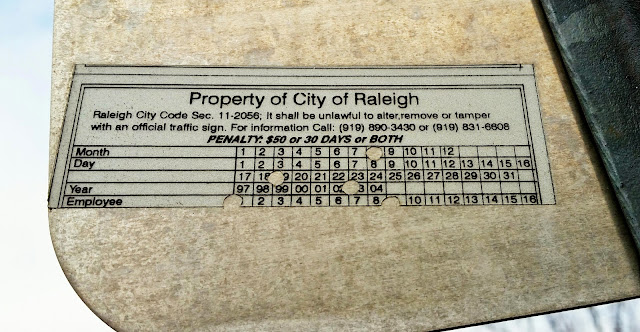 Property of City of Raleigh
Raleigh City Code Sec. 11-2056; It shall be unlawful to alter,remove or tamper
with an official traffic sign. For information Call: (919) 890-3430 or (919) 831-6608
PENALTY: $50 or 30 DAYS or BOTH
Month 1 2 3 4 5 6 7 9 10 11 12
Day 1 2 3 4 5 6 7 8 9 10 11 12 13 14 15 16
17 18 19 20 21 22 23 24 25 26 27 28 29 30 31
Year 97 98 99 00 01 02 03 04
Employee 2 3 4 5 6 7 8 10 11 12 13 14 15 16